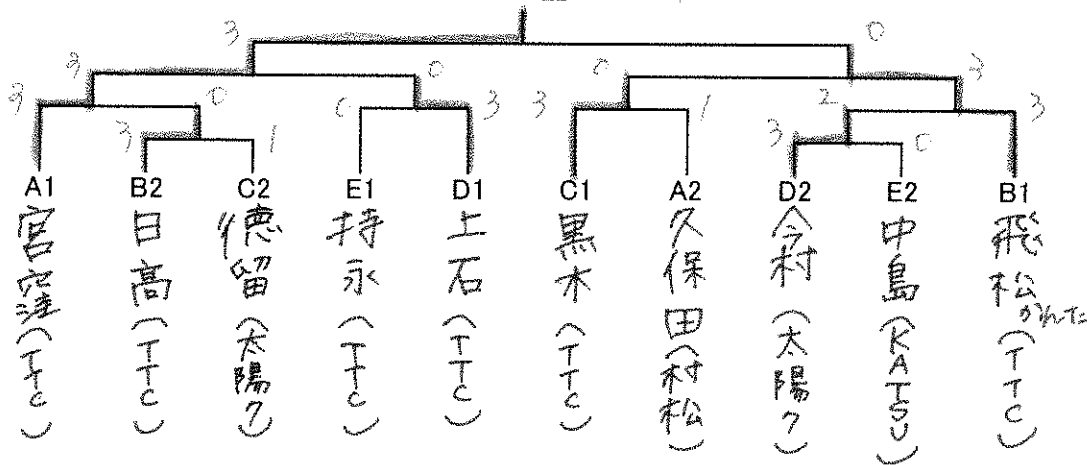 3 0
3 0 0 3
3 0 0 3 3 1 2 3
3 1 3 0
A1 B2 C2 E1 D1 C1 A2 D2 E2 B1
宮窪(TTC)
日高(TTC)
徳留(太陽ク)
持永(TTC)
上石(TTC)
黒木(TTC)
久保田(村松)
今村(太陽ク)
中島(KATSU)
飛松(TTC)